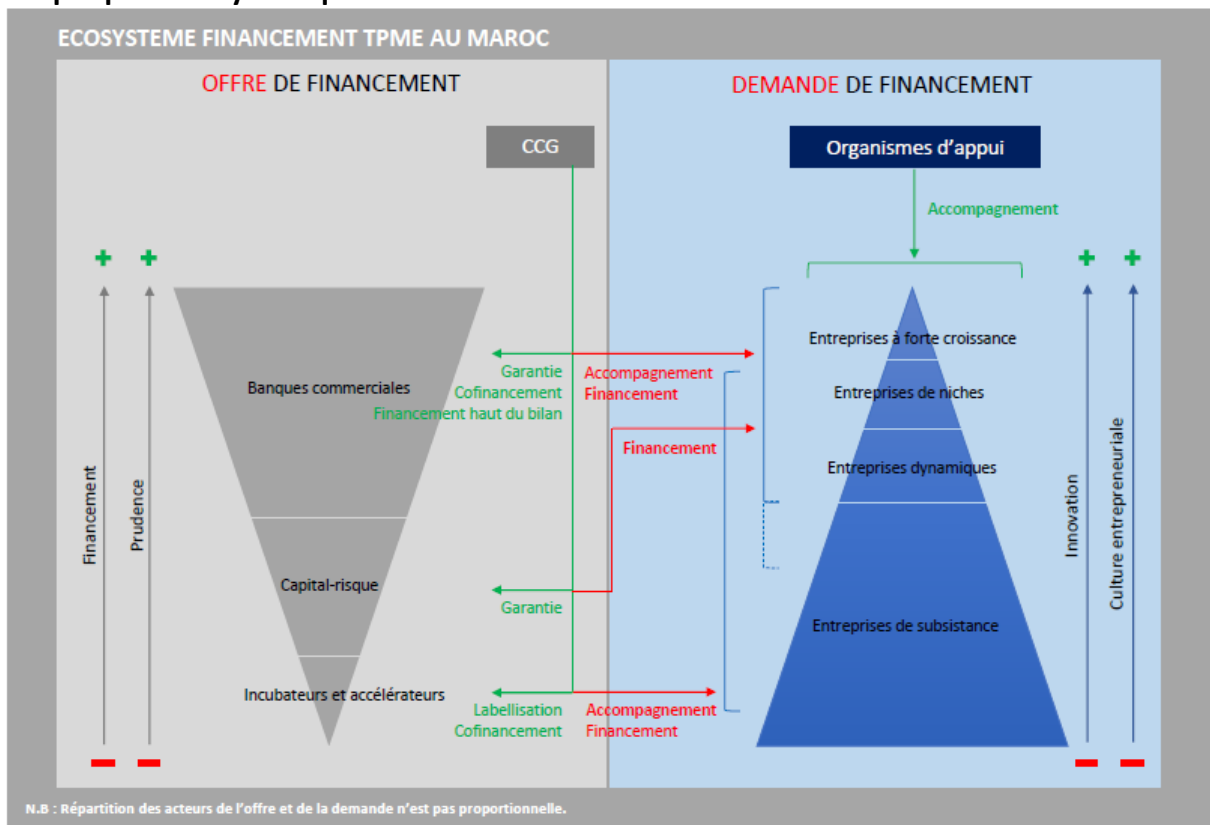 ECOSYSTEME FINANCEMENT TPME AU MAROC
OFFRE DE FINANCEMENT
CCG
+ +
Financement
Prudence
Banques commerciales
Capital-risque
Incubateurs et accélérateurs
Garantie
Cofinancement
Financement haut du bilan
Garantie
Labellisation
Cofinancement
DEMANDE DE FINANCEMENT
Organismes d'appui
Accompagnement
Accompagnement
Financement
Financement
Accompagnement
Financement
Entreprises à forte croissance
Entreprises de niches
Entreprises dynamiques
Entreprises de subsistance
+ +
Innovation
Culture entrepreneuriale
N.B : Répartition des acteurs de l'offre et de la demande n'est pas proportionnelle.